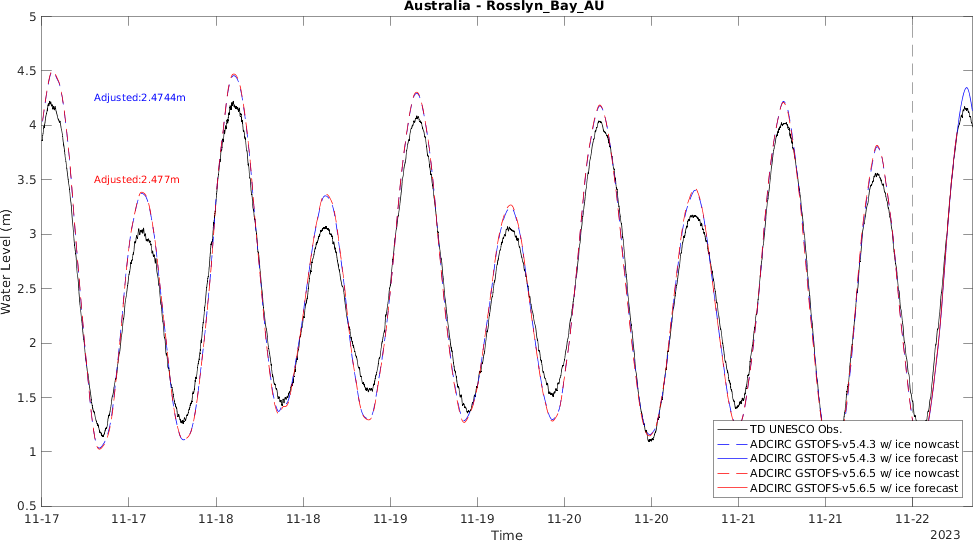 Australia - Rosslyn_Bay_AU
5
4.5
4
3.5
3
2.5
2
1.5
1
0.5
Water Level (m)
Adjusted:2.4744m
Adjusted:2.477m
TD UNESCO Obs.
ADCIRC GSTOFS-v5.4.3 w/ ice nowcast
ADCIRC GSTOFS-v5.4.3 w/ ice forecast
ADCIRC GSTOFS-v5.6.5 w/ ice nowcast
ADCIRC GSTOFS-v5.6.5 w/ ice forecast
11-17 11-17 11-18 11-18 11-19 11-19 11-20 11-20 11-21 11-21 11-22
Time
2023